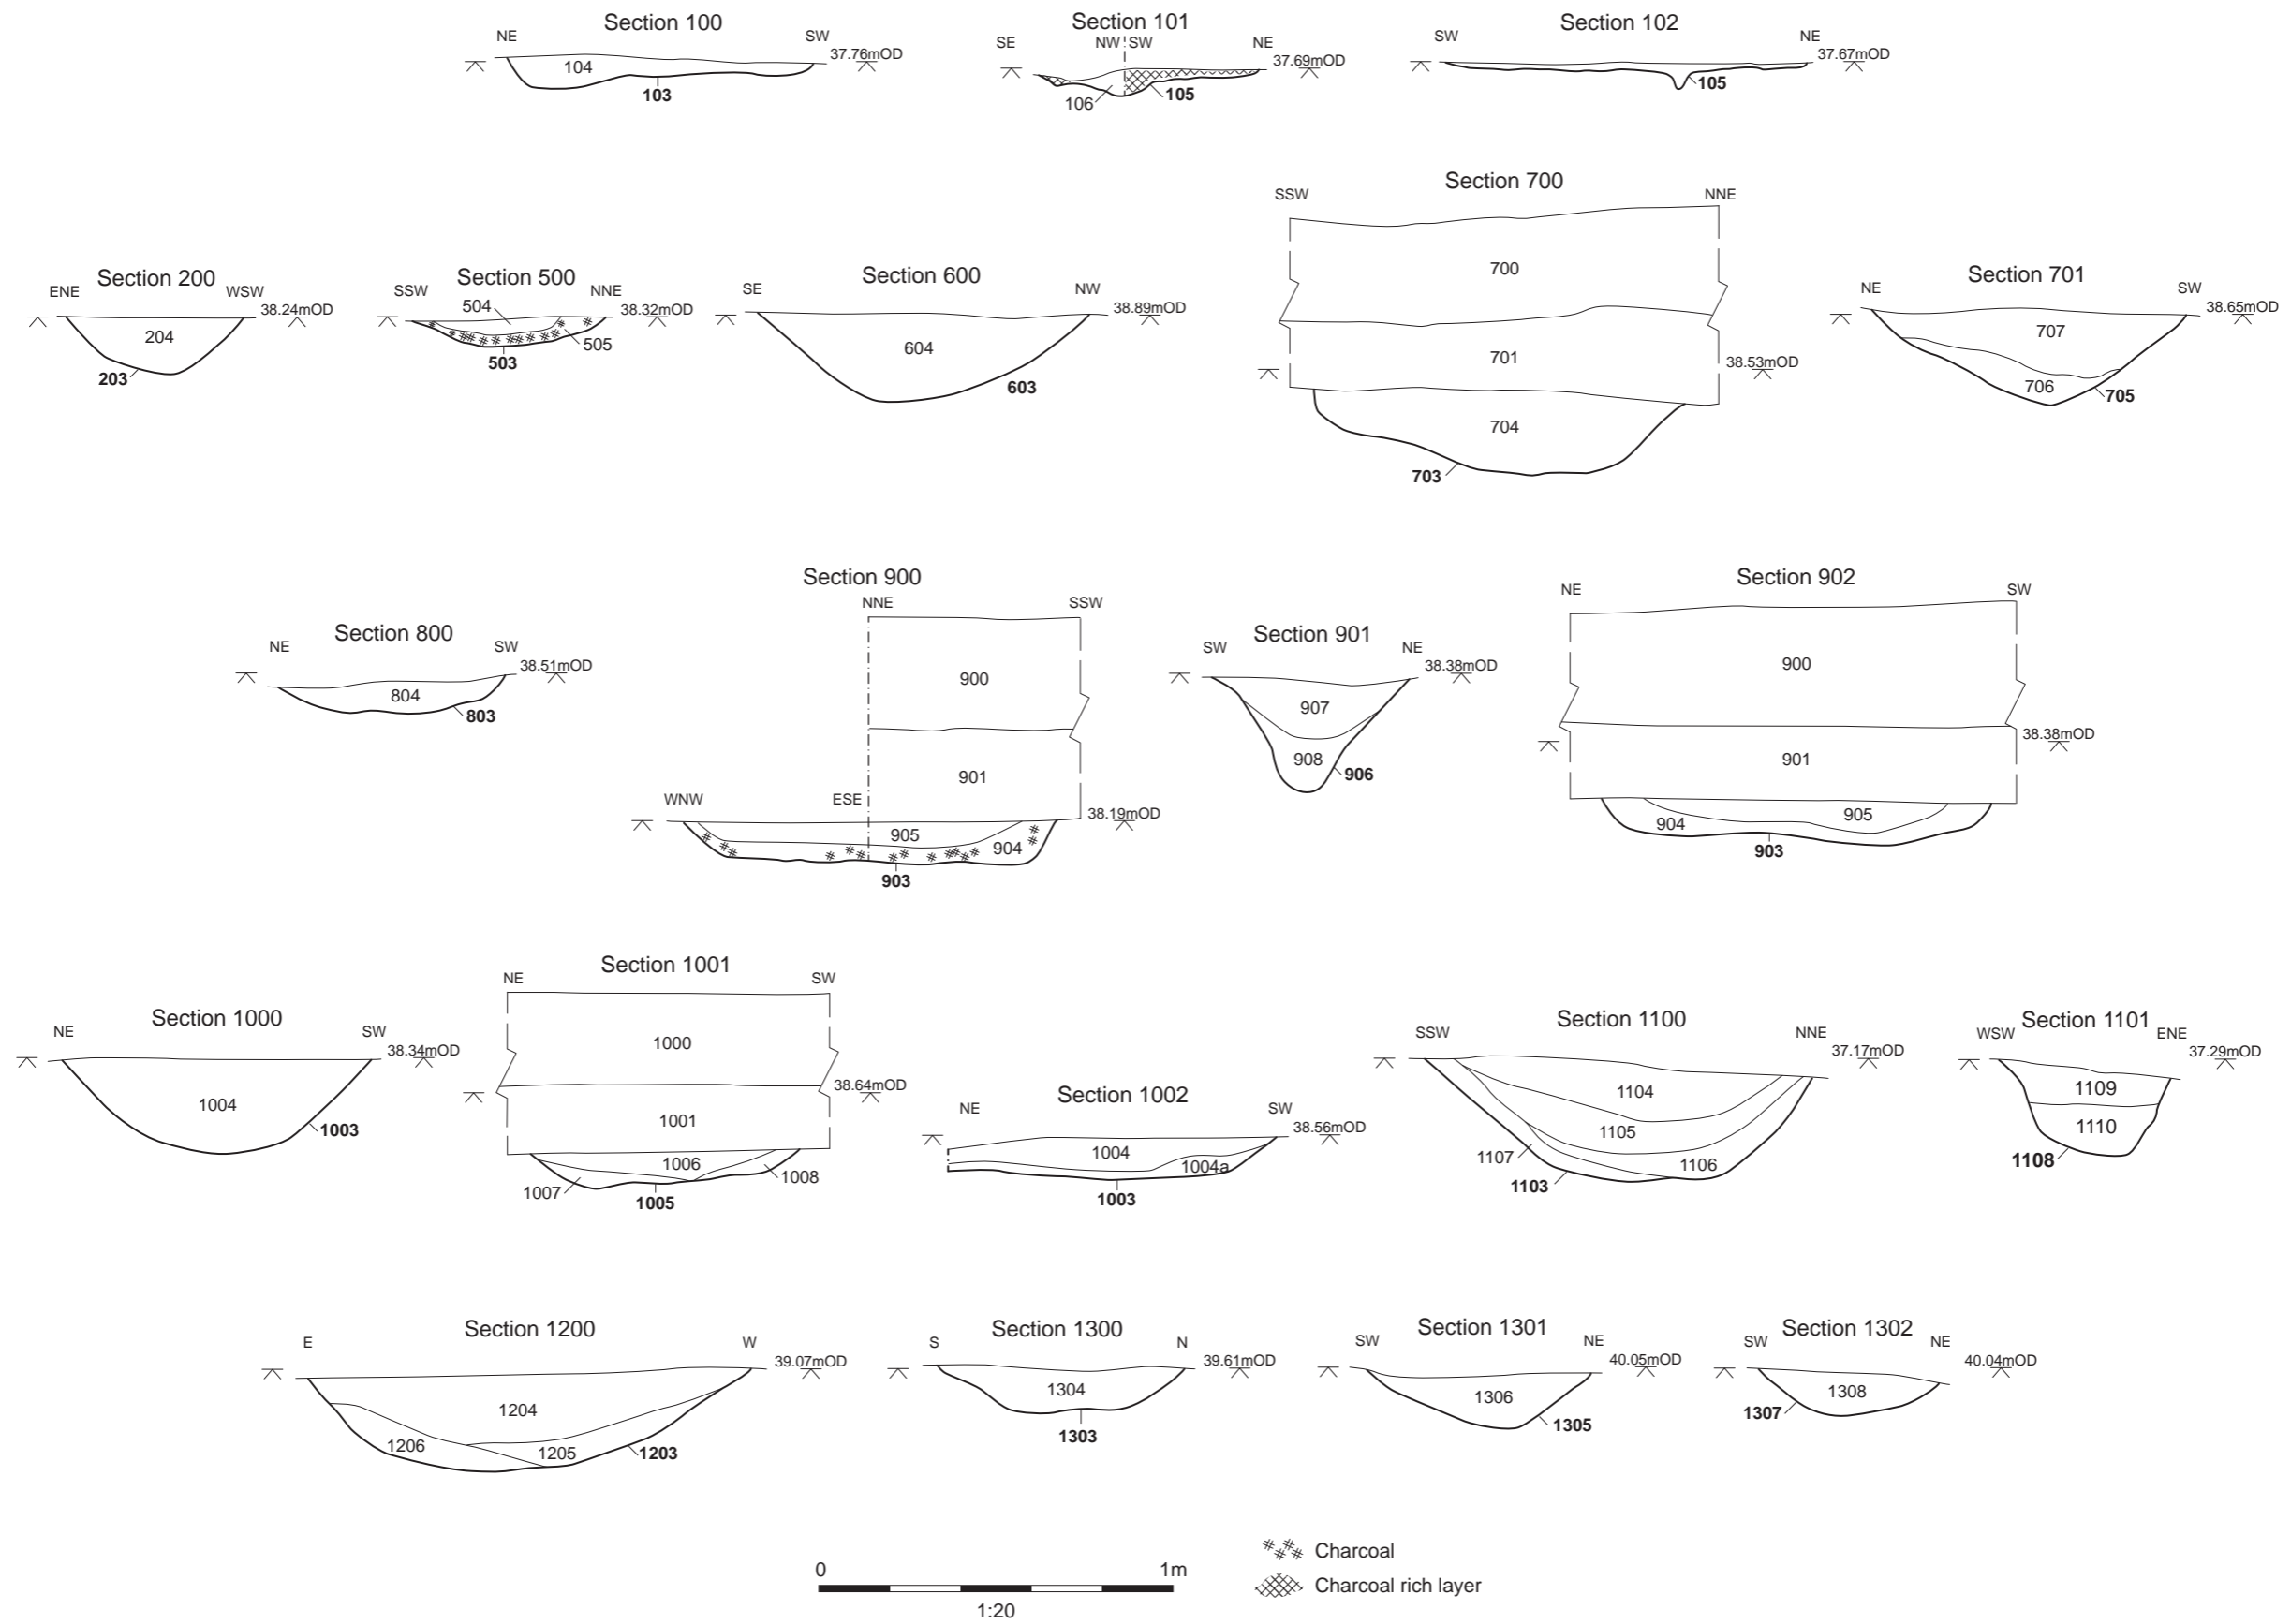 Section 100
NE SW
37.76mOD
104
103
Section 101
SE NW SW NE
37.69mOD
106
105
Section 102
SW NE
37.67mOD
105
Section 200
ENE WSW
38.24mOD
204
203
Section 500
SSW NNE
504
38.32mOD
505
503
Section 600
SE NW
38.89mOD
604
603
Section 700
SSW NNE
700
701
38.53mOD
704
703
Section 701
NE SW
38.65mOD
707
706
705
Section 800
NE SW
38.51mOD
804
803
Section 900
NNE SSW
900
901
WNW ESE
38.19mOD
905
904
903
Section 901
SW NE
38.38mOD
907
908
906
Section 902
NE SW
900
38.38mOD
901
905
904
903
Section 1000
NE SW
38.34mOD
1004
1003
Section 1001
NE SW
1000
38.64mOD
1001
1006
1007
1008
1005
Section 1002
NE SW
38.56mOD
1004
1004a
1003
Section 1100
SSW NNE
37.17mOD
1104
1105
1107
1106
1103
Section 1101
WSW ENE
37.29mOD
1109
1110
1108
Section 1200
E W
39.07mOD
1204
1206
1205
1203
Section 1300
S N
39.61mOD
1304
1303
Section 1301
SW NE
40.05mOD
1306
1305
Section 1302
SW NE
40.04mOD
1308
1307
0 1m
1:20
Charcoal
Charcoal rich layer